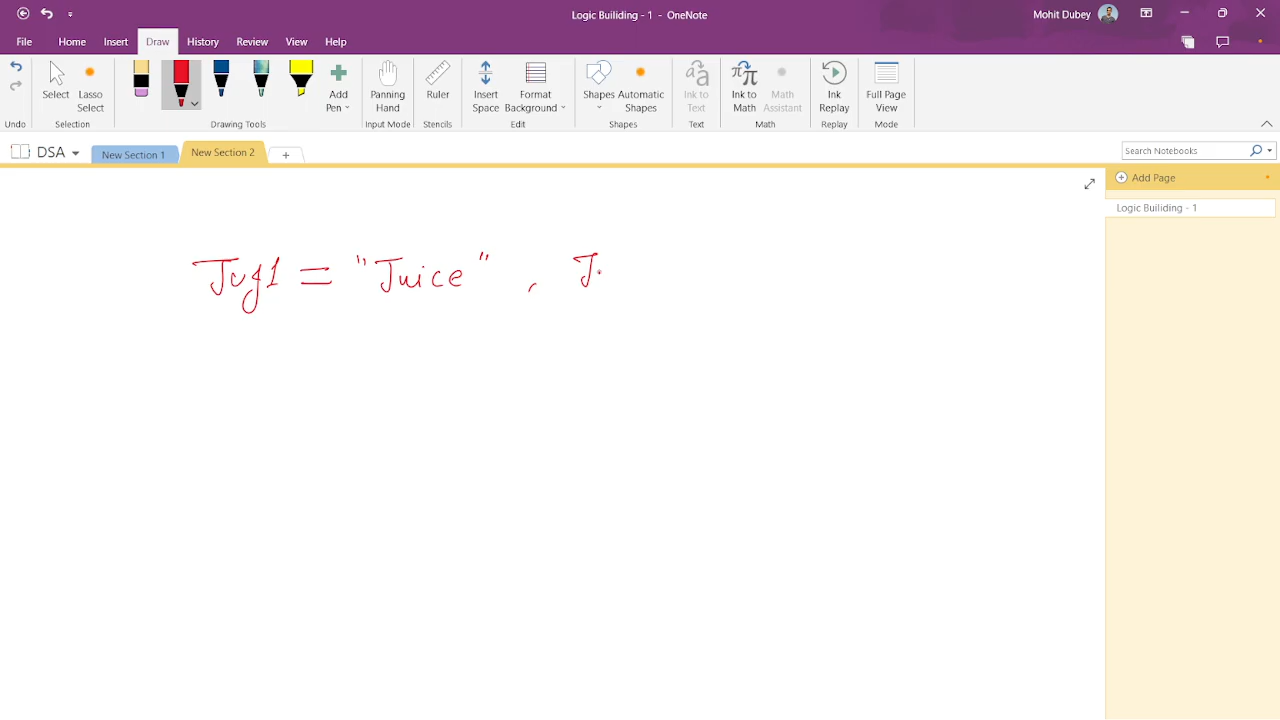 Logic Builiding - 1 - OneNote
Mohit Dubey
File Home Insert Draw History Review View Help
Undo
Select
Lasso Select
Add Pen
Panning Hand
Ruler
Insert Space
Format Background
Shapes
Automatic Shapes
Ink to Text
Ink to Math
Math Assistant
Ink Replay
Full Page View
Undo Selection Drawing Tools Input Mode Stencils Edit Shapes Text Math Replay Mode
DSA New Section 1 New Section 2 + Search Notebooks
Add Page
Logic Builiding - 1
Jug1 = "Juice" , J